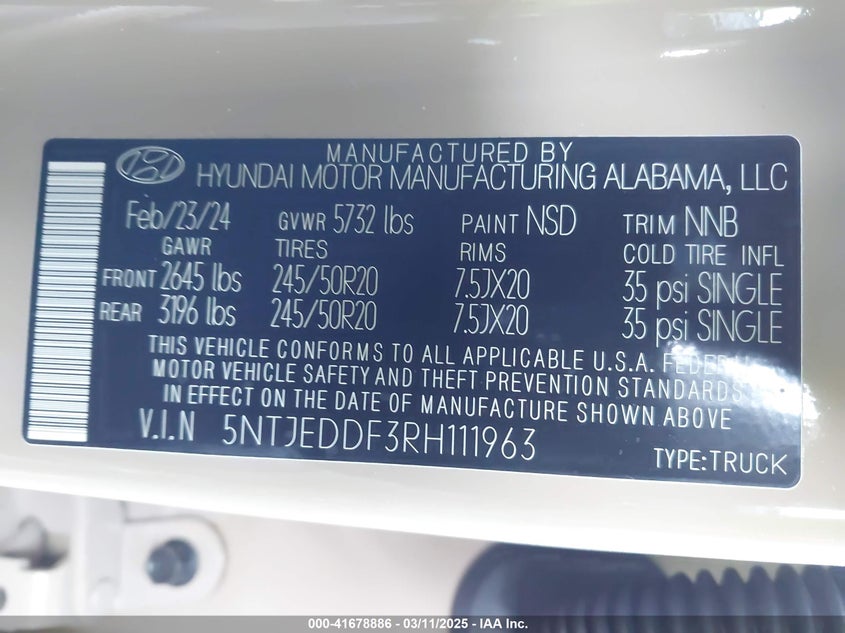 MANUFACTURED BY
HYUNDAI MOTOR MANUFACTURING ALABAMA, LLC
Feb/23/24 GVWR 5732 lbs PAINT NSD TRIM NNB
GAWR TIRES RIMS COLD TIRE INFL
FRONT 2645 lbs 245/50R20 7.5JX20 35 psi SINGLE
REAR 3196 lbs 245/50R20 7.5JX20 35 psi SINGLE
THIS VEHICLE CONFORMS TO ALL APPLICABLE U.S.A. FEDERAL
MOTOR VEHICLE SAFETY AND THEFT PREVENTION STANDARDS
IN EFFECT ON THE DATE OF MANUFACTURE SHOWN ABOVE
V.I.N 5NTJEDDF3RH111963
TYPE:TRUCK
000-41678886 - 03/11/2025 - IAA Inc.